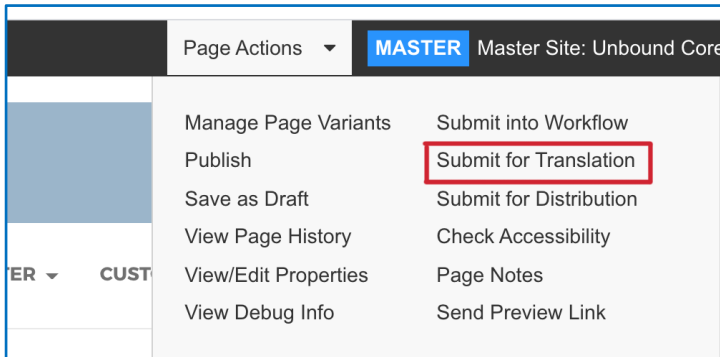 Page Actions MASTER Master Site: Unbound Core
Manage Page Variants Submit into Workflow
Publish Submit for Translation
Save as Draft Submit for Distribution
View Page History Check Accessibility
View/Edit Properties Page Notes
View Debug Info Send Preview Link